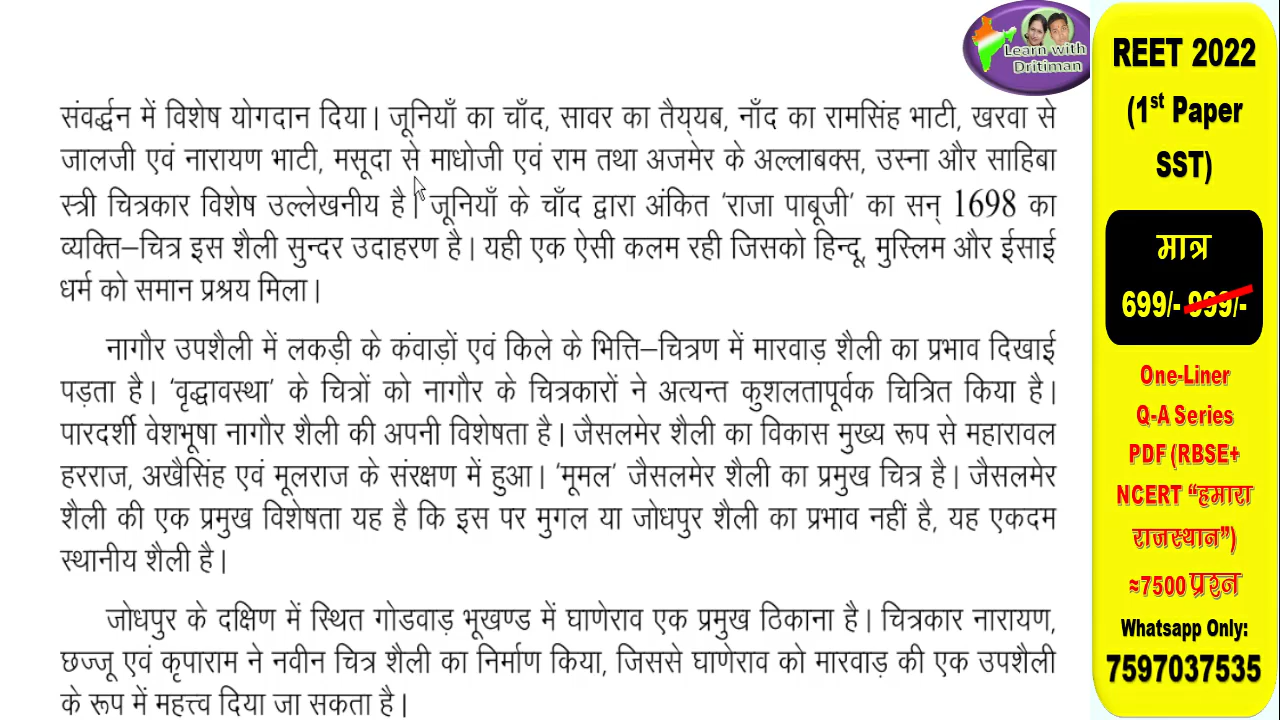 Learn with
Dritiman
संवर्द्धन में विशेष योगदान दिया। जूनियाँ का चाँद, सावर का तैय्यब, नाँद का रामसिंह भाटी, खरवा से
जालजी एवं नारायण भाटी, मसूदा से माधोजी एवं राम तथा अजमेर के अल्लाबक्स, उस्ना और साहिबा
स्त्री चित्रकार विशेष उल्लेखनीय है। जूनियाँ के चाँद द्वारा अंकित ‘राजा पाबूजी’ का सन् 1698 का
व्यक्ति–चित्र इस शैली सुन्दर उदाहरण है। यही एक ऐसी कलम रही जिसको हिन्दू, मुस्लिम और ईसाई
धर्म को समान प्रश्रय मिला।
नागौर उपशैली में लकड़ी के कंवाड़ों एवं किले के भित्ति–चित्रण में मारवाड़ शैली का प्रभाव दिखाई
पड़ता है। ‘वृद्धावस्था’ के चित्रों को नागौर के चित्रकारों ने अत्यन्त कुशलतापूर्वक चित्रित किया है।
पारदर्शी वेशभूषा नागौर शैली की अपनी विशेषता है। जैसलमेर शैली का विकास मुख्य रूप से महारावल
हरराज, अखैसिंह एवं मूलराज के संरक्षण में हुआ। ‘मूमल’ जैसलमेर शैली का प्रमुख चित्र है। जैसलमेर
शैली की एक प्रमुख विशेषता यह है कि इस पर मुगल या जोधपुर शैली का प्रभाव नहीं है, यह एकदम
स्थानीय शैली है।
जोधपुर के दक्षिण में स्थित गोडवाड़ भूखण्ड में घाणेराव एक प्रमुख ठिकाना है। चित्रकार नारायण,
छज्जू एवं कृपाराम ने नवीन चित्र शैली का निर्माण किया, जिससे घाणेराव को मारवाड़ की एक उपशैली
के रूप में महत्त्व दिया जा सकता है।
REET 2022
(1st Paper
SST)
मात्र
699/- 999/-
One-Liner
Q-A Series
PDF (RBSE+
NCERT “हमारा
राजस्थान”)
≈7500 प्रश्न
Whatsapp Only:
7597037535